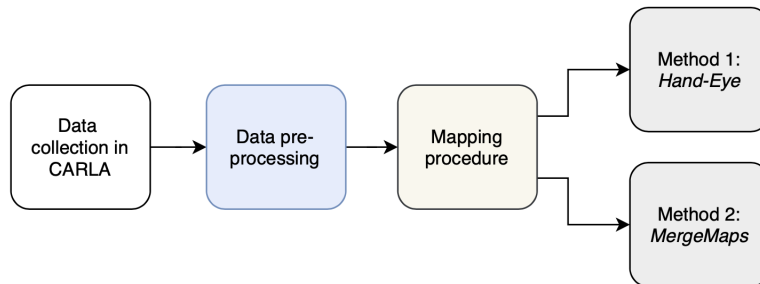 Data
collection in
CARLA
Data pre-
processing
Mapping
procedure
Method 1:
Hand-Eye
Method 2:
MergeMaps